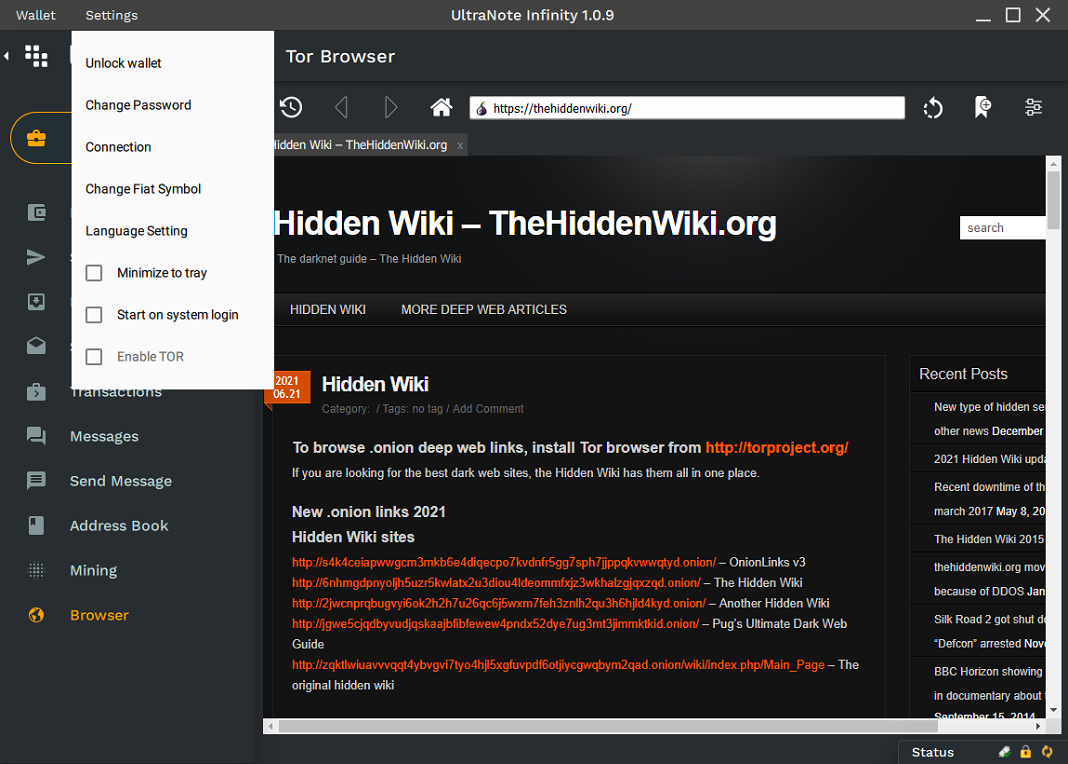 Wallet Settings UltraNote Infinity 1.0.9
Unlock wallet
Change Password
Connection
Change Fiat Symbol
Language Setting
Minimize to tray
Start on system login
Enable TOR
Transactions
Messages
Send Message
Address Book
Mining
Browser
Tor Browser
https://thehiddenwiki.org/
Hidden Wiki – TheHiddenWiki.org x
Hidden Wiki – TheHiddenWiki.org
The darknet guide – The Hidden Wiki
search
HIDDEN WIKI MORE DEEP WEB ARTICLES
2021
06.21
Hidden Wiki
Category: / Tags: no tag / Add Comment
To browse .onion deep web links, install Tor browser from http://torproject.org/
If you are looking for the best dark web sites, the Hidden Wiki has them all in one place.
New .onion links 2021
Hidden Wiki sites
http://s4k4ceiapwwgcm3mkb6e4diqecpo7kvdnfr5gg7sph7jjppqkvwwqtyd.onion/ – OnionLinks v3
http://6nhmgdpnyoljh5uzr5kwlatx2u3diou4ldeommfxjz3wkhalzgjqxzqd.onion/ – The Hidden Wiki
http://2jwcnprqbugvyi6ok2h2h7u26qc6j5wxm7feh3znlh2qu3h6hjld4kyd.onion/ – Another Hidden Wiki
http://jgwe5cjqdbyvudjqskaajbfibfewew4pndx52dye7ug3mt3jimmktkid.onion/ – Pug's Ultimate Dark Web
Guide
http://zqktlwiuavvvqqt4ybvgvi7tyo4hjl5xgfuvpdf6otjiycgwqbym2qad.onion/wiki/index.php/Main_Page – The
original hidden wiki
Recent Posts
New type of hidden
other news December
2021 Hidden Wiki
Recent downtime of
march 2017 May 8,
The Hidden Wiki 2015
thehiddenwiki.org
because of DDOS
Silk Road 2 got shut
"Defcon" arrested
BBC Horizon showing
in documentary about
September 15, 2014
Status